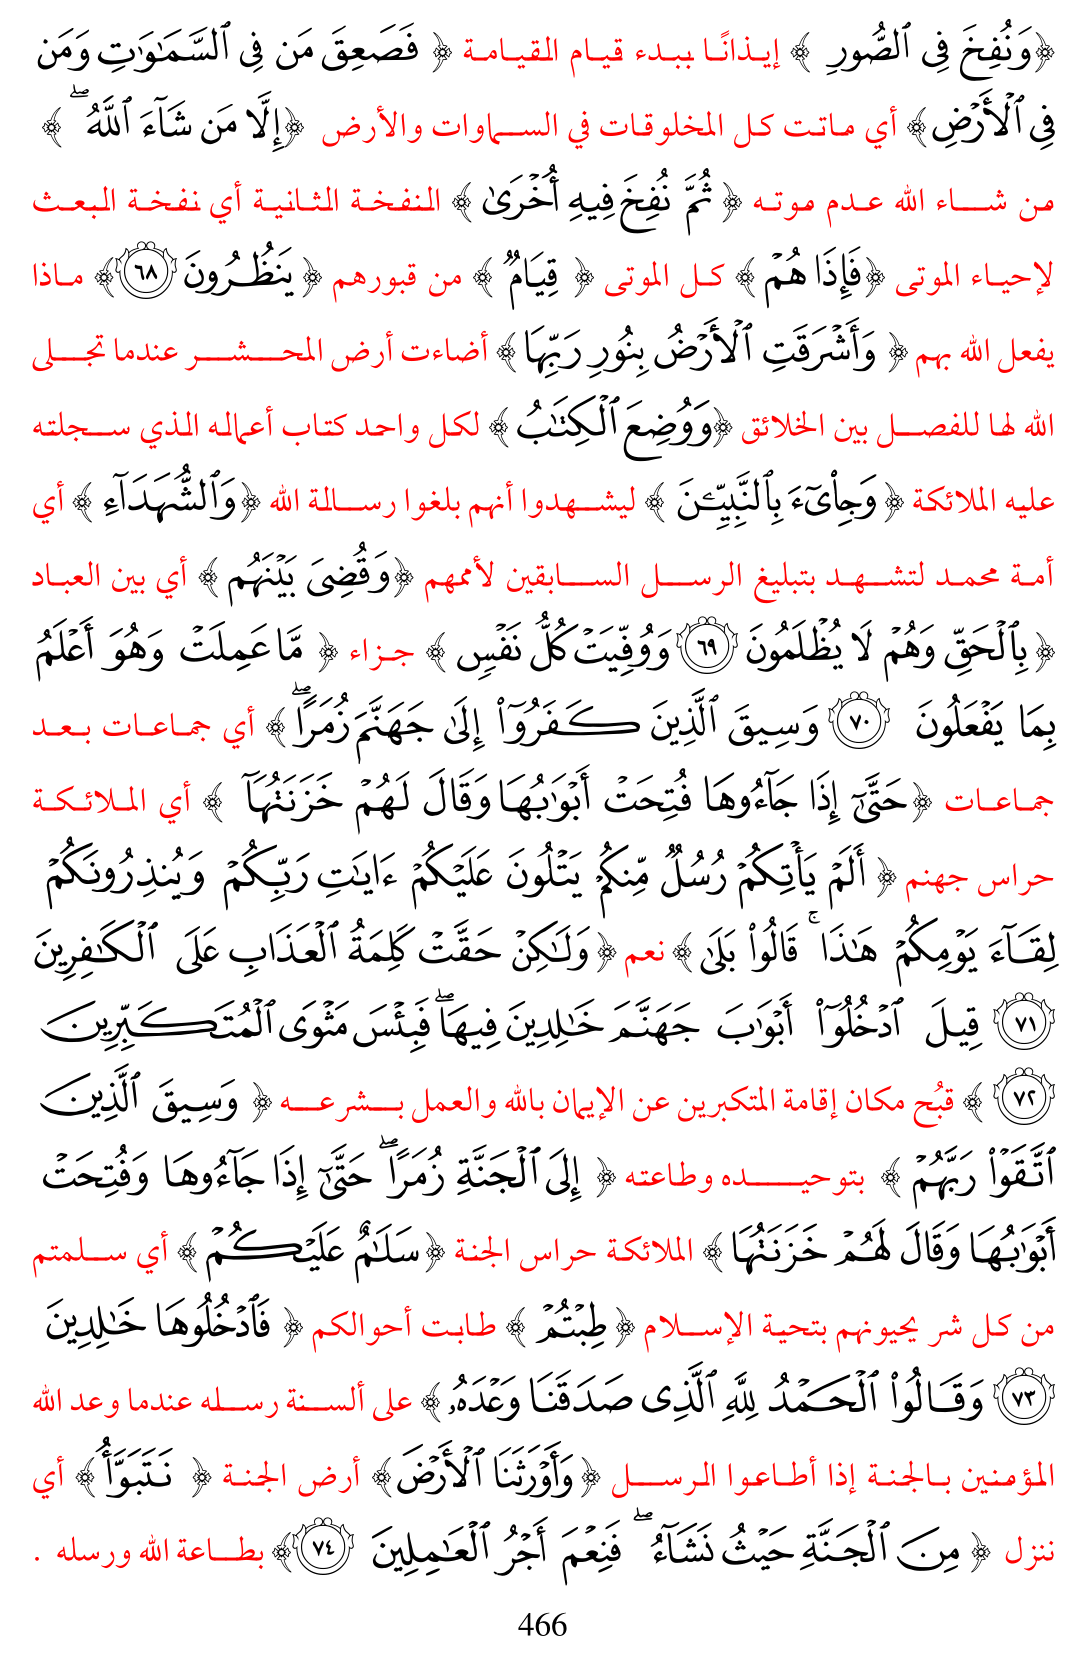 ﴿وَنُفِخَ فِى ٱلصُّورِ ﴾ إيذانًا ببدء قيام القيامة ﴿ فَصَعِقَ مَن فِى ٱلسَّمَـٰوَٰتِ وَمَن
فِى ٱلْأَرْضِ﴾ أي ماتت كل المخلوقات في السماوات والأرض ﴿إِلَّا مَن شَآءَ ٱللَّهُ ۖ ﴾
من شاء الله عدم موته ﴿ ثُمَّ نُفِخَ فِيهِ أُخْرَىٰ ﴾ النفخة الثانية أي نفخة البعث
لإحياء الموتى ﴿فَإِذَا هُمْ ﴾ كل الموتى ﴿ قِيَامٌ ﴾ من قبورهم ﴿ يَنظُرُونَ ٦٨﴾ ماذا
يفعل الله بهم ﴿ وَأَشْرَقَتِ ٱلْأَرْضُ بِنُورِ رَبِّهَا﴾ أضاءت أرض المحشر عندما تجلى
الله لها للفصل بين الخلائق ﴿وَوُضِعَ ٱلْكِتَـٰبُ ﴾ لكل واحد كتاب أعماله الذي سجلته
عليه الملائكة ﴿ وَجِا۟ىٓءَ بِٱلنَّبِيِّـۧنَ ﴾ ليشهدوا أنهم بلغوا رسالة الله ﴿وَٱلشُّهَدَآءِ ﴾ أي
أمة محمد لتشهد بتبليغ الرسل السابقين لأممهم ﴿وَقُضِىَ بَيْنَهُم ﴾ أي بين العباد
﴿ بِٱلْحَقِّ وَهُمْ لَا يُظْلَمُونَ ٦٩ وَوُفِّيَتْ كُلُّ نَفْسٍ ﴾ جزاء ﴿ مَّا عَمِلَتْ وَهُوَ أَعْلَمُ
بِمَا يَفْعَلُونَ ٧٠ وَسِيقَ ٱلَّذِينَ كَفَرُوٓا۟ إِلَىٰ جَهَنَّمَ زُمَرًا ۖ﴾ أي جماعات بعد
جماعات ﴿حَتَّىٰٓ إِذَا جَآءُوهَا فُتِحَتْ أَبْوَٰبُهَا وَقَالَ لَهُمْ خَزَنَتُهَآ ﴾ أي الملائكة
حراس جهنم ﴿ أَلَمْ يَأْتِكُمْ رُسُلٌ مِّنكُمْ يَتْلُونَ عَلَيْكُمْ ءَايَـٰتِ رَبِّكُمْ وَيُنذِرُونَكُمْ
لِقَآءَ يَوْمِكُمْ هَـٰذَا ۚ قَالُوا۟ بَلَىٰ ﴾ نعم ﴿ وَلَـٰكِنْ حَقَّتْ كَلِمَةُ ٱلْعَذَابِ عَلَى ٱلْكَـٰفِرِينَ
٧١ قِيلَ ٱدْخُلُوٓا۟ أَبْوَٰبَ جَهَنَّمَ خَـٰلِدِينَ فِيهَا ۖ فَبِئْسَ مَثْوَى ٱلْمُتَكَبِّرِينَ
٧٢ ﴾ قبُح مكان إقامة المتكبرين عن الإيمان بالله والعمل بشرعه ﴿ وَسِيقَ ٱلَّذِينَ
ٱتَّقَوْا۟ رَبَّهُمْ ﴾ بتوحيده وطاعته ﴿ إِلَى ٱلْجَنَّةِ زُمَرًا ۖ حَتَّىٰٓ إِذَا جَآءُوهَا وَفُتِحَتْ
أَبْوَٰبُهَا وَقَالَ لَهُمْ خَزَنَتُهَا ﴾ الملائكة حراس الجنة ﴿سَلَـٰمٌ عَلَيْكُمْ ﴾ أي سلمتم
من كل شر يحيونهم بتحية الإسلام ﴿ طِبْتُمْ ﴾ طابت أحوالكم ﴿ فَٱدْخُلُوهَا خَـٰلِدِينَ
٧٣ وَقَالُوا۟ ٱلْحَمْدُ لِلَّهِ ٱلَّذِى صَدَقَنَا وَعْدَهُۥ ﴾ على ألسنة رسله عندما وعد الله
المؤمنين بالجنة إذا أطاعوا الرسل ﴿ وَأَوْرَثَنَا ٱلْأَرْضَ﴾ أرض الجنة ﴿ نَتَبَوَّأُ ﴾ أي
ننزل ﴿ مِنَ ٱلْجَنَّةِ حَيْثُ نَشَآءُ ۖ فَنِعْمَ أَجْرُ ٱلْعَـٰمِلِينَ ٧٤﴾ بطاعة الله ورسله .
466